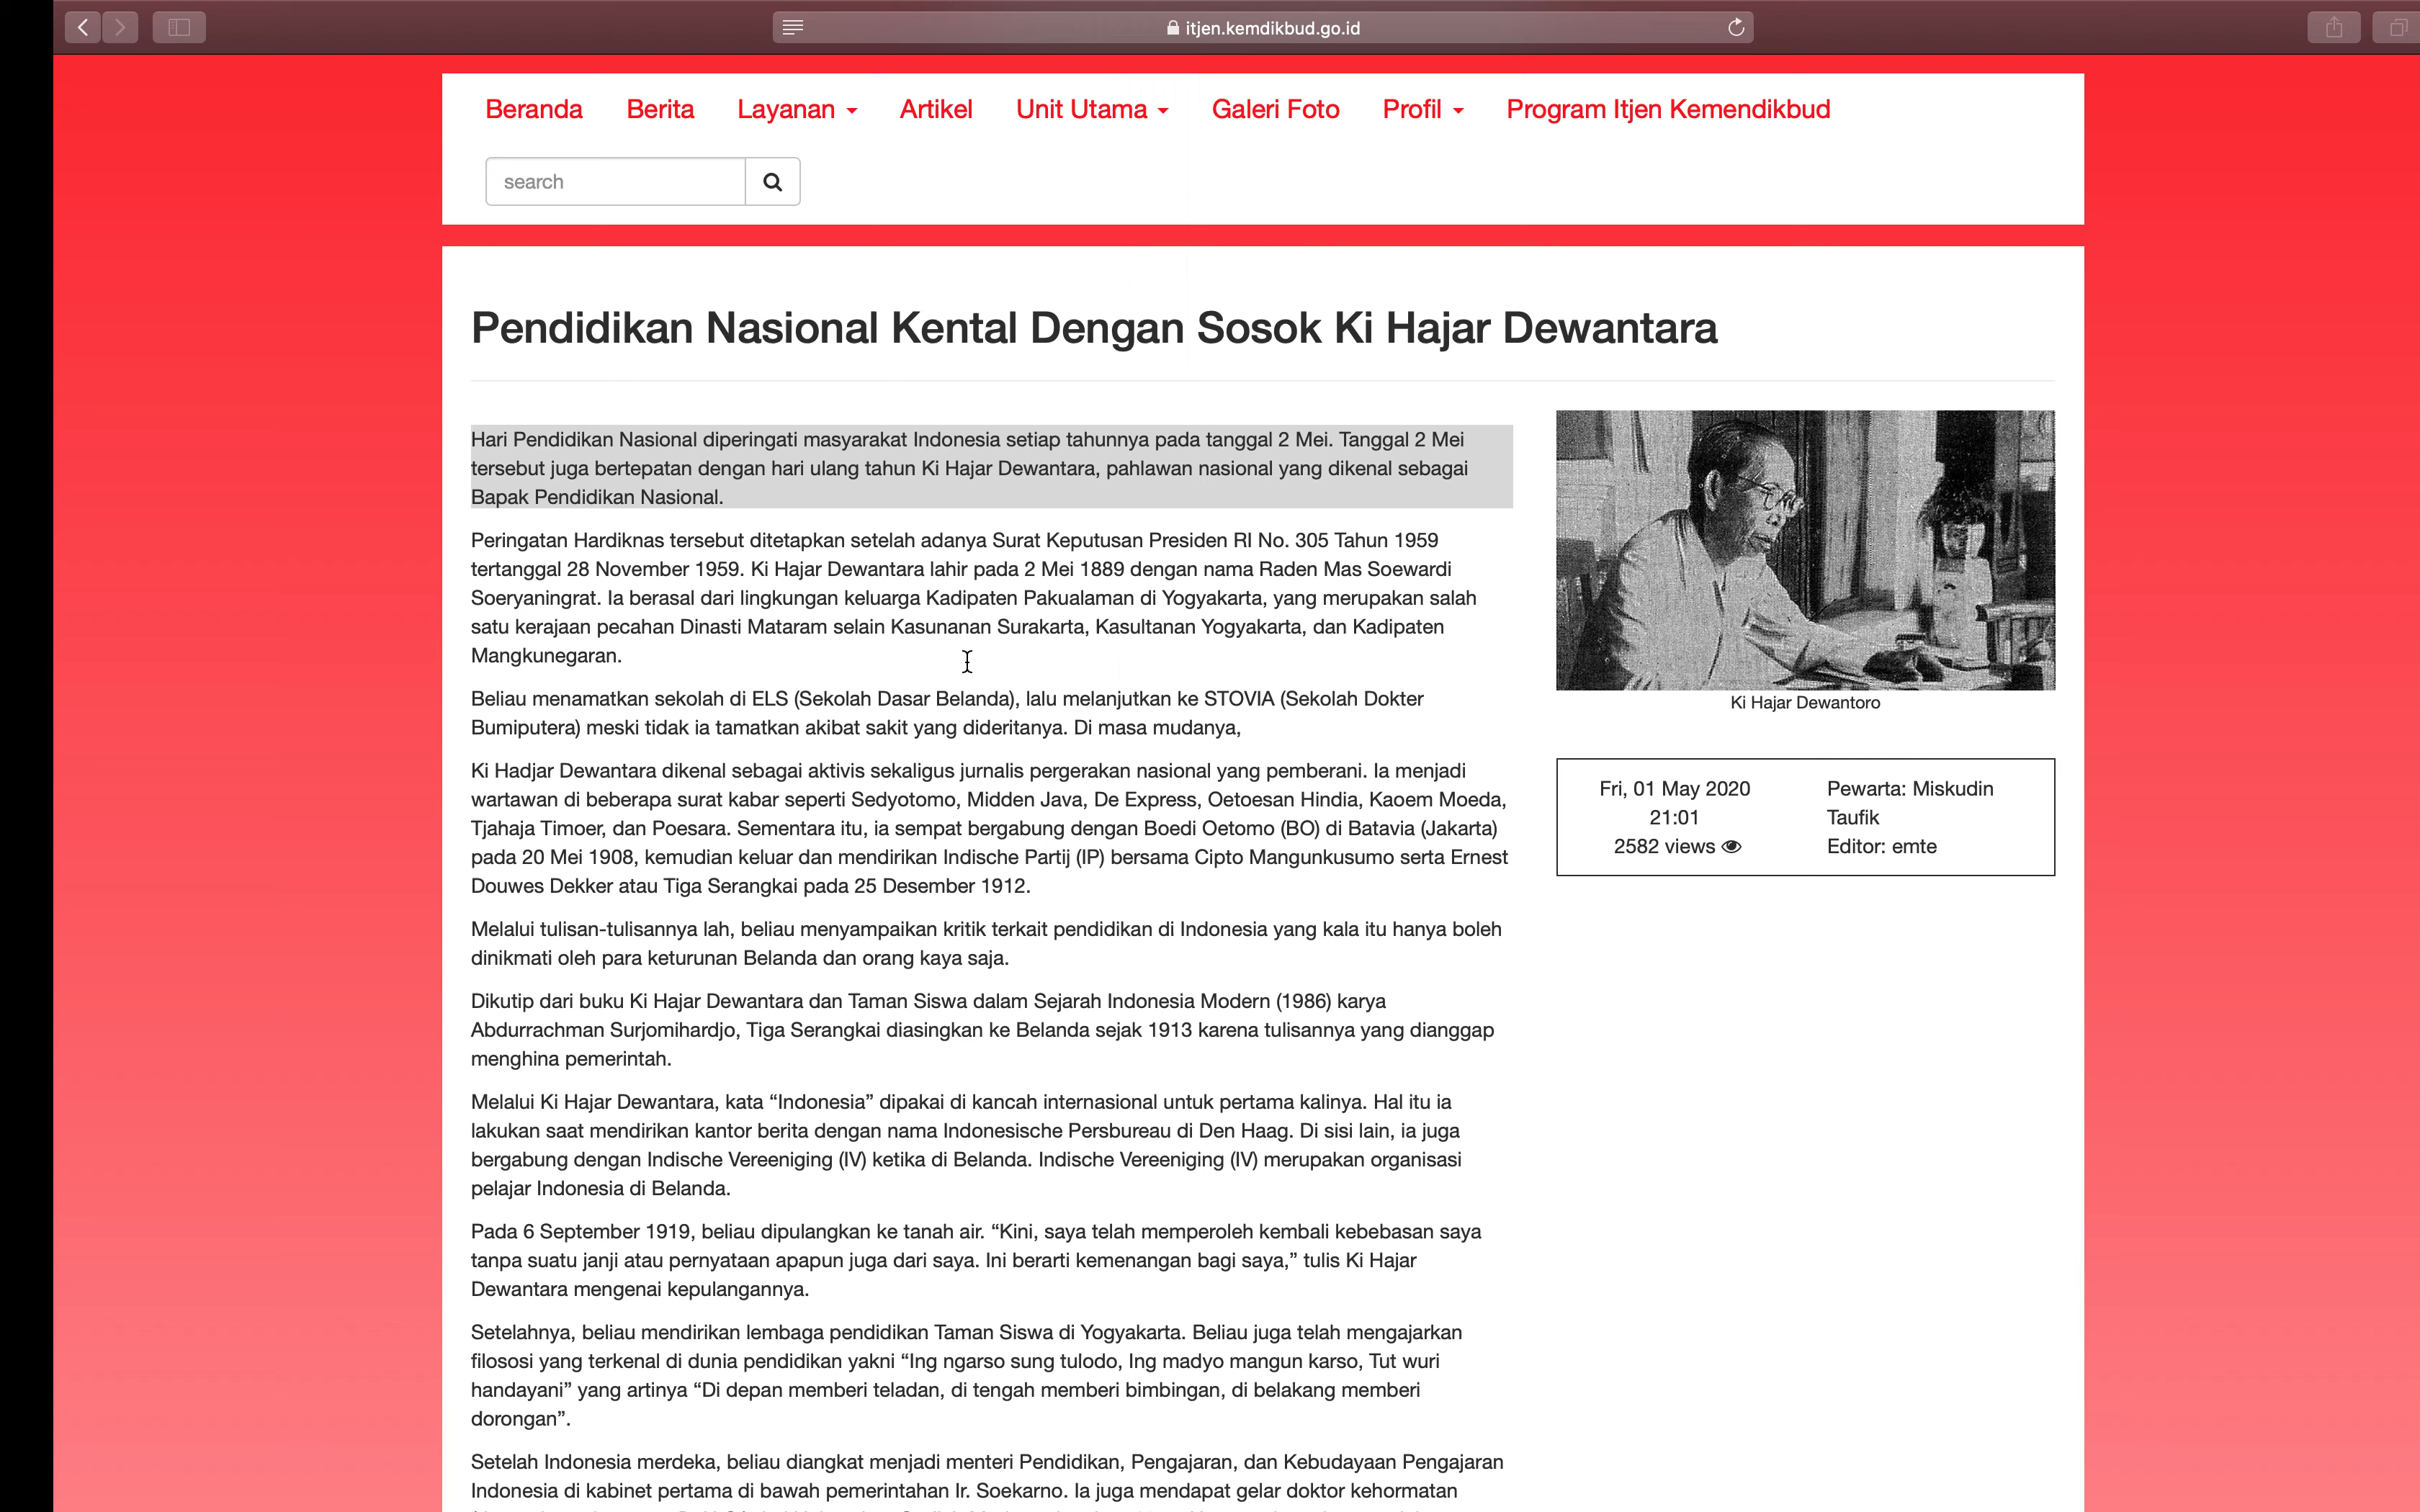 itjen.kemdikbud.go.id
Beranda Berita Layanan Artikel Unit Utama Galeri Foto Profil Program Itjen Kemendikbud
search
Pendidikan Nasional Kental Dengan Sosok Ki Hajar Dewantara
Hari Pendidikan Nasional diperingati masyarakat Indonesia setiap tahunnya pada tanggal 2 Mei. Tanggal 2 Mei
tersebut juga bertepatan dengan hari ulang tahun Ki Hajar Dewantara, pahlawan nasional yang dikenal sebagai
Bapak Pendidikan Nasional.
Peringatan Hardiknas tersebut ditetapkan setelah adanya Surat Keputusan Presiden RI No. 305 Tahun 1959
tertanggal 28 November 1959. Ki Hajar Dewantara lahir pada 2 Mei 1889 dengan nama Raden Mas Soewardi
Soeryaningrat. Ia berasal dari lingkungan keluarga Kadipaten Pakualaman di Yogyakarta, yang merupakan salah
satu kerajaan pecahan Dinasti Mataram selain Kasunanan Surakarta, Kasultanan Yogyakarta, dan Kadipaten
Mangkunegaran.
Beliau menamatkan sekolah di ELS (Sekolah Dasar Belanda), lalu melanjutkan ke STOVIA (Sekolah Dokter
Bumiputera) meski tidak ia tamatkan akibat sakit yang dideritanya. Di masa mudanya,
Ki Hadjar Dewantara dikenal sebagai aktivis sekaligus jurnalis pergerakan nasional yang pemberani. Ia menjadi
wartawan di beberapa surat kabar seperti Sedyotomo, Midden Java, De Express, Oetoesan Hindia, Kaoem Moeda,
Tjahaja Timoer, dan Poesara. Sementara itu, ia sempat bergabung dengan Boedi Oetomo (BO) di Batavia (Jakarta)
pada 20 Mei 1908, kemudian keluar dan mendirikan Indische Partij (IP) bersama Cipto Mangunkusumo serta Ernest
Douwes Dekker atau Tiga Serangkai pada 25 Desember 1912.
Melalui tulisan-tulisannya lah, beliau menyampaikan kritik terkait pendidikan di Indonesia yang kala itu hanya boleh
dinikmati oleh para keturunan Belanda dan orang kaya saja.
Dikutip dari buku Ki Hajar Dewantara dan Taman Siswa dalam Sejarah Indonesia Modern (1986) karya
Abdurrachman Surjomihardjo, Tiga Serangkai diasingkan ke Belanda sejak 1913 karena tulisannya yang dianggap
menghina pemerintah.
Melalui Ki Hajar Dewantara, kata “Indonesia” dipakai di kancah internasional untuk pertama kalinya. Hal itu ia
lakukan saat mendirikan kantor berita dengan nama Indonesische Persbureau di Den Haag. Di sisi lain, ia juga
bergabung dengan Indische Vereeniging (IV) ketika di Belanda. Indische Vereeniging (IV) merupakan organisasi
pelajar Indonesia di Belanda.
Pada 6 September 1919, beliau dipulangkan ke tanah air. “Kini, saya telah memperoleh kembali kebebasan saya
tanpa suatu janji atau pernyataan apapun juga dari saya. Ini berarti kemenangan bagi saya,” tulis Ki Hajar
Dewantara mengenai kepulangannya.
Setelahnya, beliau mendirikan lembaga pendidikan Taman Siswa di Yogyakarta. Beliau juga telah mengajarkan
filososi yang terkenal di dunia pendidikan yakni “Ing ngarso sung tulodo, Ing madyo mangun karso, Tut wuri
handayani” yang artinya “Di depan memberi teladan, di tengah memberi bimbingan, di belakang memberi
dorongan”.
Setelah Indonesia merdeka, beliau diangkat menjadi menteri Pendidikan, Pengajaran, dan Kebudayaan Pengajaran
Indonesia di kabinet pertama di bawah pemerintahan Ir. Soekarno. Ia juga mendapat gelar doktor kehormatan
Ki Hajar Dewantoro
Fri, 01 May 2020
21:01
2582 views
Pewarta: Miskudin
Taufik
Editor: emte